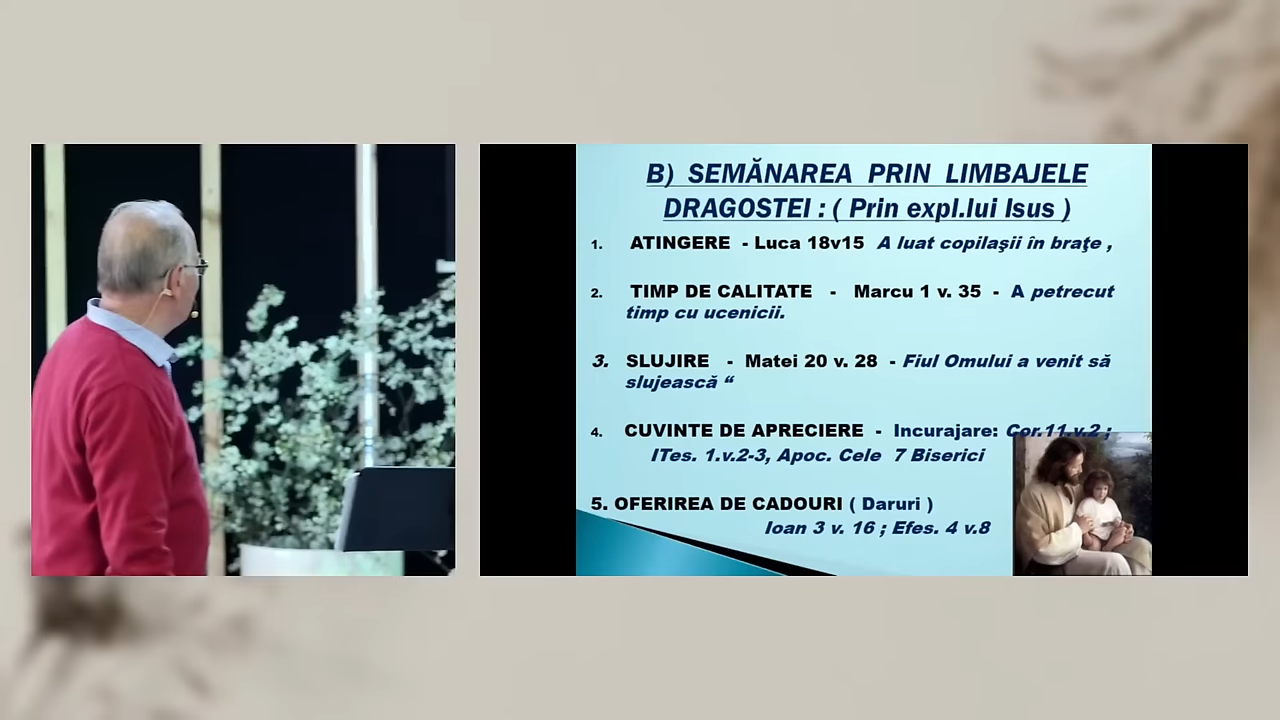 B) SEMĂNAREA PRIN LIMBAJELE
DRAGOSTEI : ( Prin expl.lui Isus )
1. ATINGERE - Luca 18v15 A luat copilaşii în braţe ,
2. TIMP DE CALITATE - Marcu 1 v. 35 - A petrecut
timp cu ucenicii.
3. SLUJIRE - Matei 20 v. 28 - Fiul Omului a venit să
slujească “
4. CUVINTE DE APRECIERE - Incurajare: Cor.11.v.2 ;
ITes. 1.v.2-3, Apoc. Cele 7 Biserici
5. OFERIREA DE CADOURI ( Daruri )
Ioan 3 v. 16 ; Efes. 4 v.8